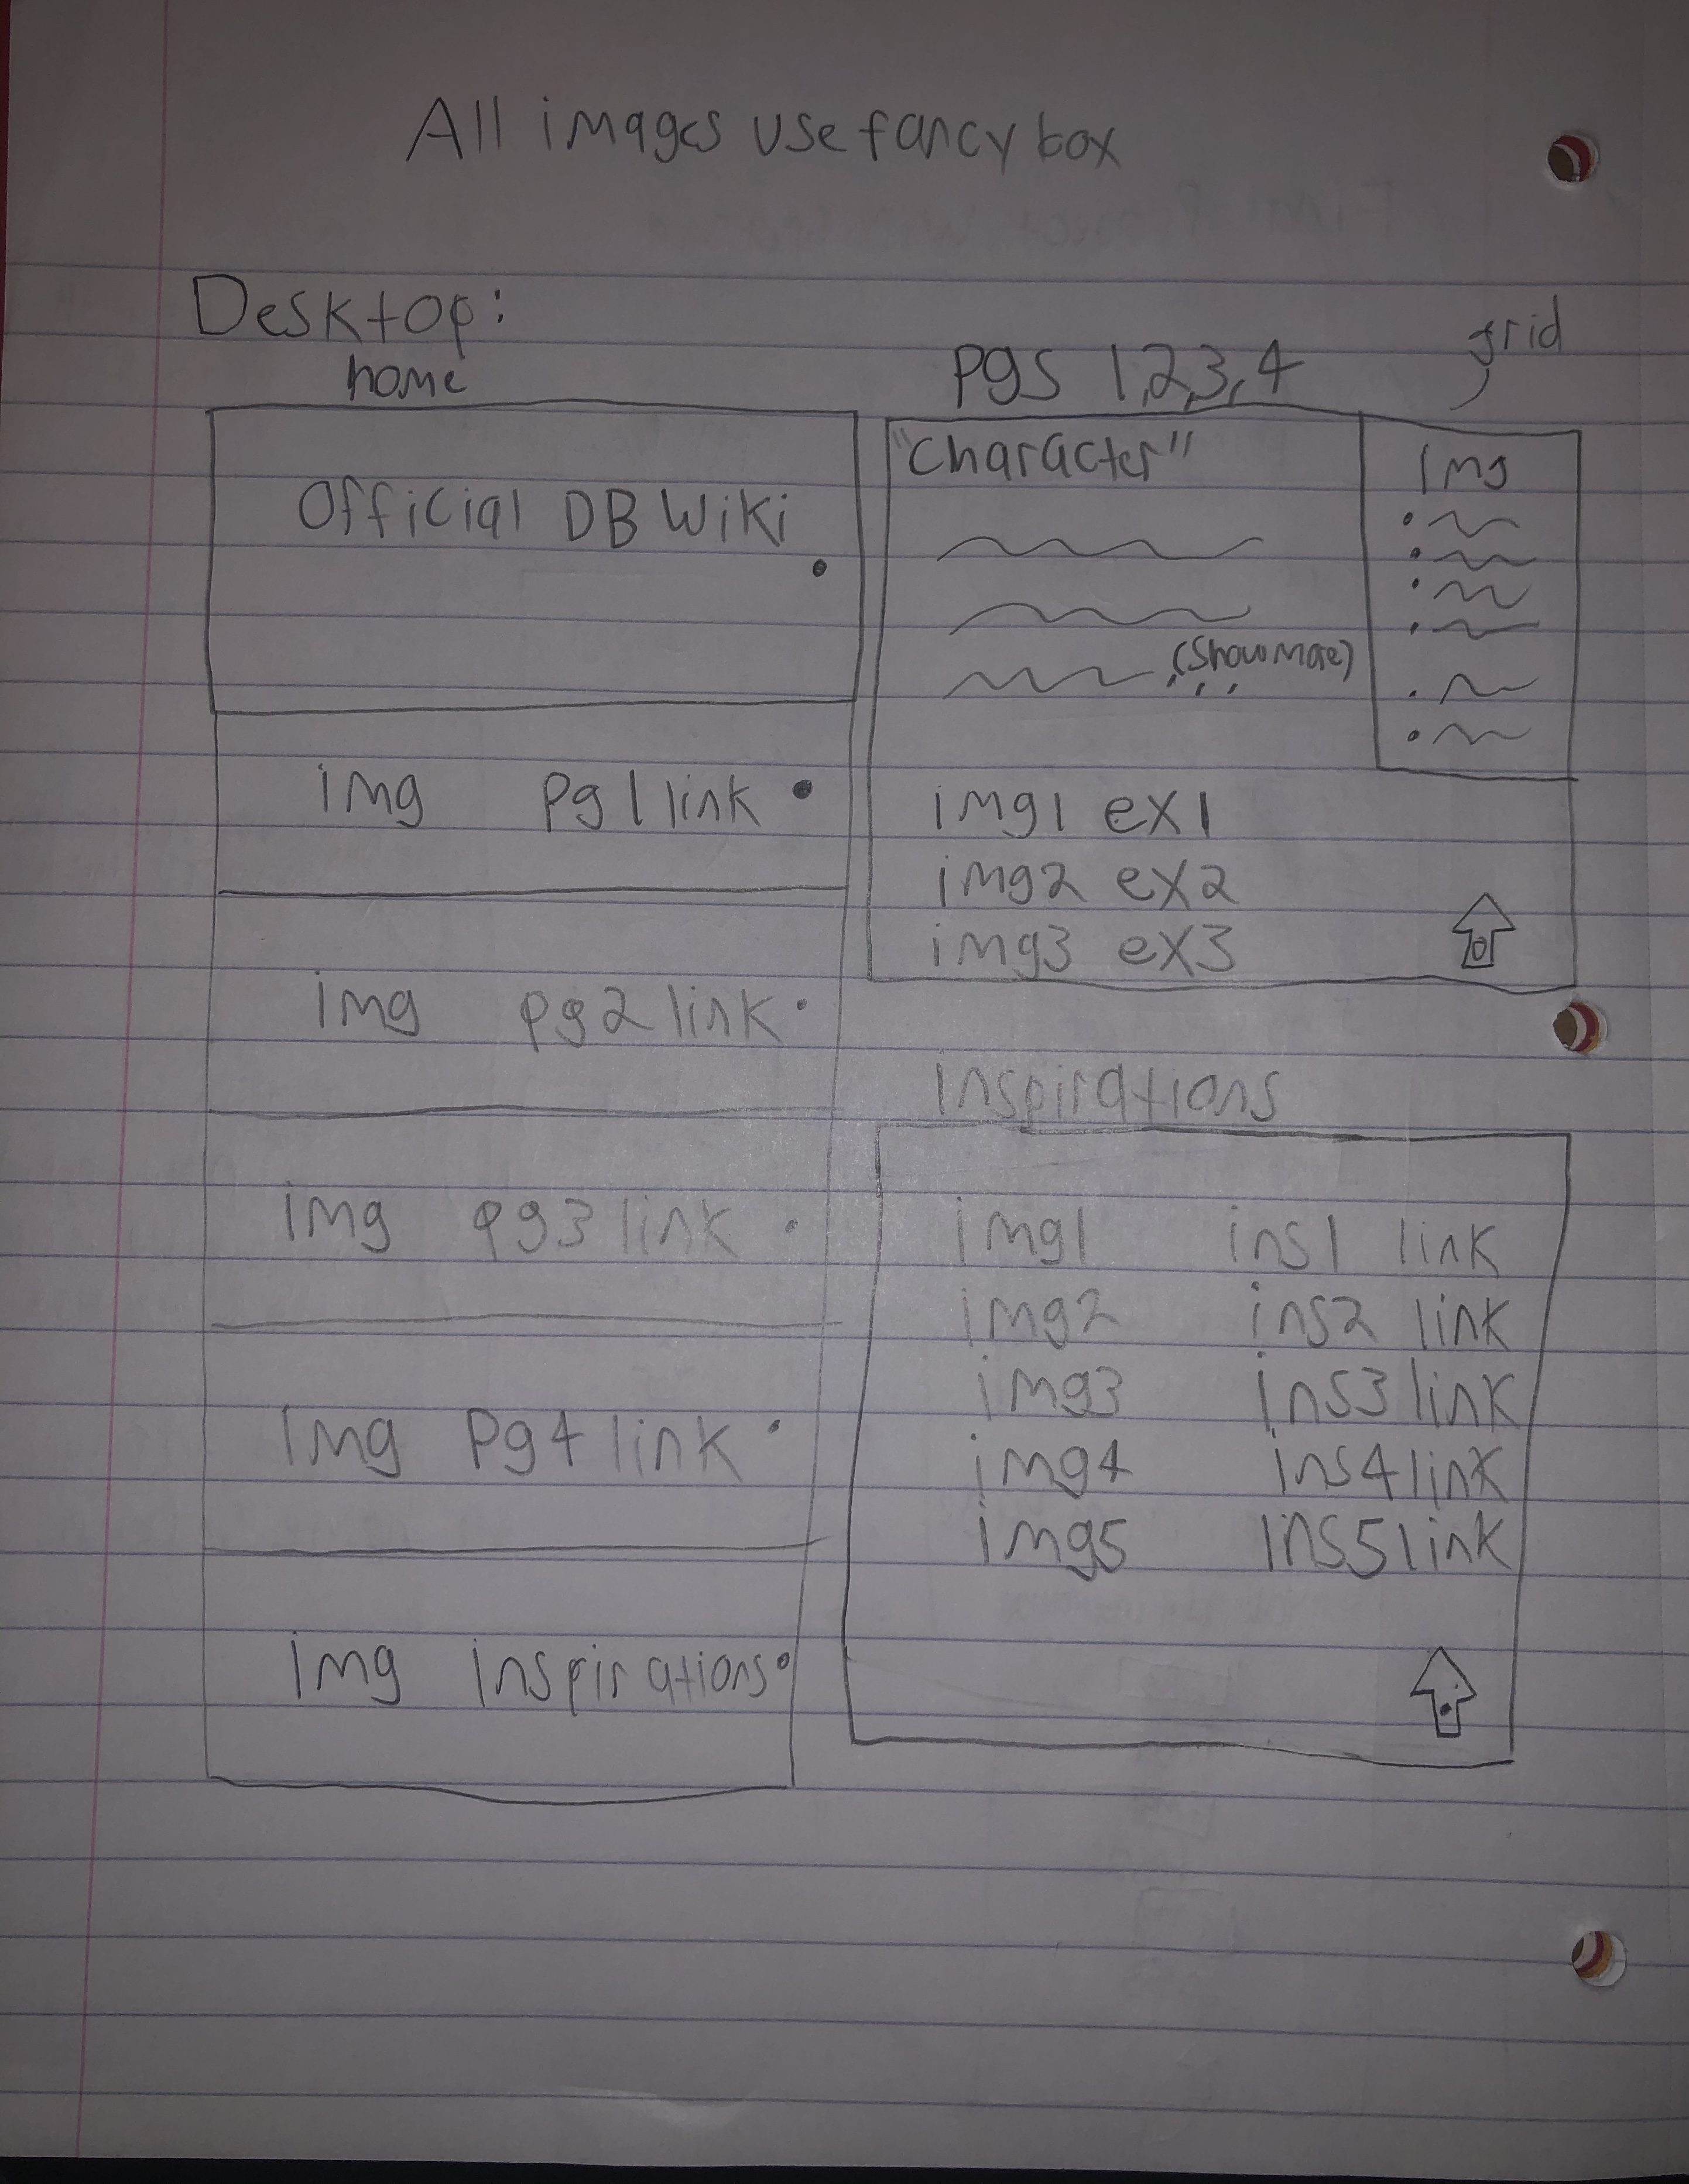 All images use fancybox
Desktop:
home
Official DB Wiki
img pg1 link
img pg2 link
img pg3 link
img pg4 link
img inspirations
pgs 1,2,3,4
grid
"Character"
(Show More)
...
img
img1 ex1
img2 ex2
img3 ex3
Inspirations
img1 ins1 link
img2 ins2 link
img3 ins3 link
img4 ins4 link
img5 ins5 link